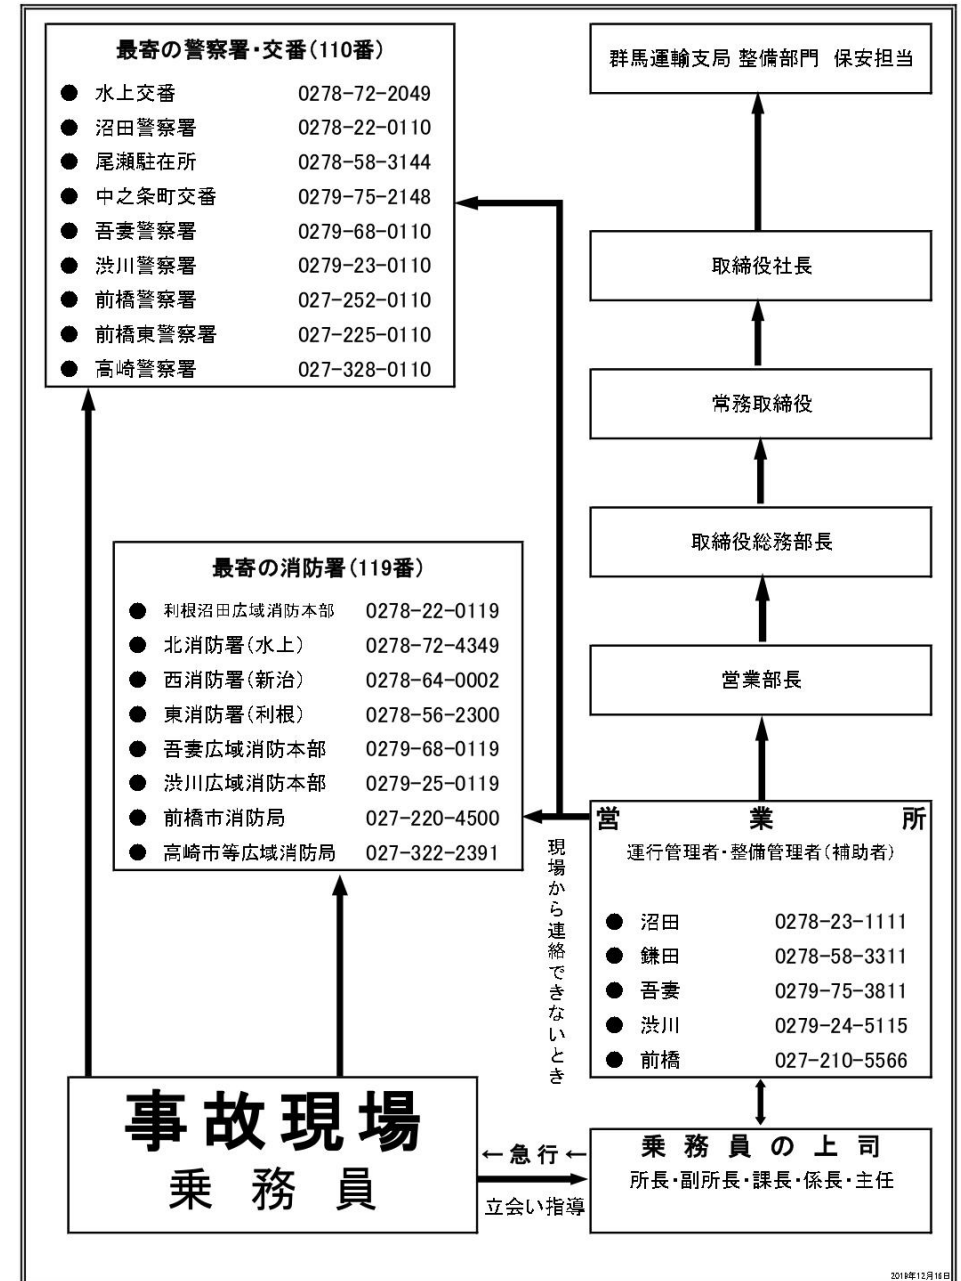 最寄の警察署・交番(110番)
● 水上交番 0278-72-2049
● 沼田警察署 0278-22-0110
● 尾瀬駐在所 0278-58-3144
● 中之条町交番 0279-75-2148
● 吾妻警察署 0279-68-0110
● 渋川警察署 0279-23-0110
● 前橋警察署 027-252-0110
● 前橋東警察署 027-225-0110
● 高崎警察署 027-328-0110
群馬運輸支局 整備部門 保安担当
取締役社長
常務取締役
取締役総務部長
営業部長
最寄の消防署(119番)
● 利根沼田広域消防本部 0278-22-0119
● 北消防署(水上) 0278-72-4349
● 西消防署(新治) 0278-64-0002
● 東消防署(利根) 0278-56-2300
● 吾妻広域消防本部 0279-68-0119
● 渋川広域消防本部 0279-25-0119
● 前橋市消防局 027-220-4500
● 高崎市等広域消防局 027-322-2391
現場から連絡できないとき
営業所
運行管理者・整備管理者(補助者)
● 沼田 0278-23-1111
● 鎌田 0278-58-3311
● 吾妻 0279-75-3811
● 渋川 0279-24-5115
● 前橋 027-210-5566
事故現場
乗務員
←急行←
立会い指導
乗務員の上司
所長・副所長・課長・係長・主任
2019年12月16日